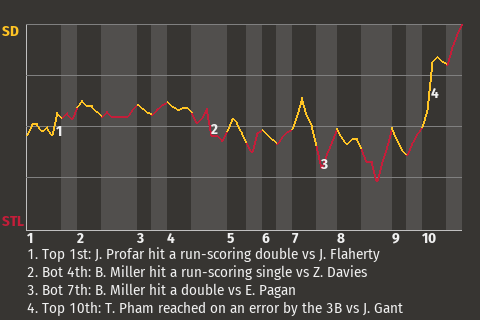 SD
1
2
3
4
STL
1 2 3 4 5 6 7 8 9 10
1. Top 1st: J. Profar hit a run-scoring double vs J. Flaherty
2. Bot 4th: B. Miller hit a run-scoring single vs Z. Davies
3. Bot 7th: B. Miller hit a double vs E. Pagan
4. Top 10th: T. Pham reached on an error by the 3B vs J. Gant